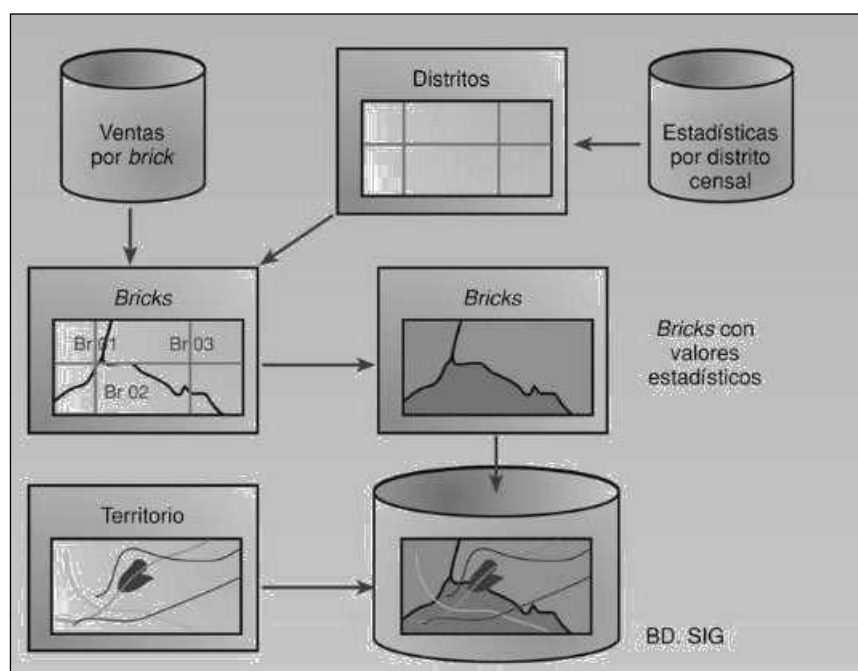 Ventas
por brick
Distritos
Estadísticas
por distrito
censal
Bricks
Br 01
Br 03
Br 02
Bricks
Bricks con
valores
estadísticos
Territorio
BD. SIG